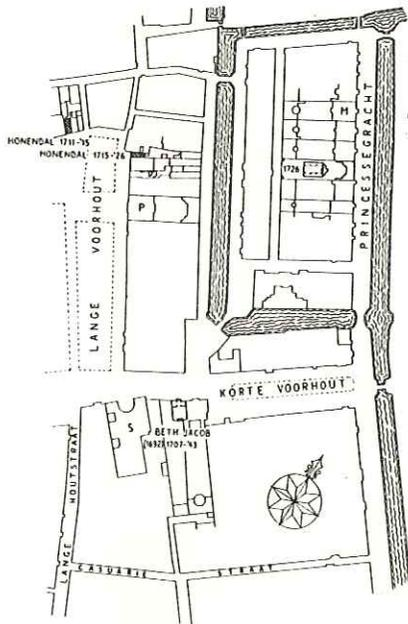 HONENDAL 1711-'15
HONENDAL 1715-'26
LANGE VOORHOUT
P
M
1726
PRINCESSEGRACHT
KORTE VOORHOUT
S
BETH JACOB
(1692) 1707-'43
LANGE HOUTSTRAAT
CASUARIE STRAAT